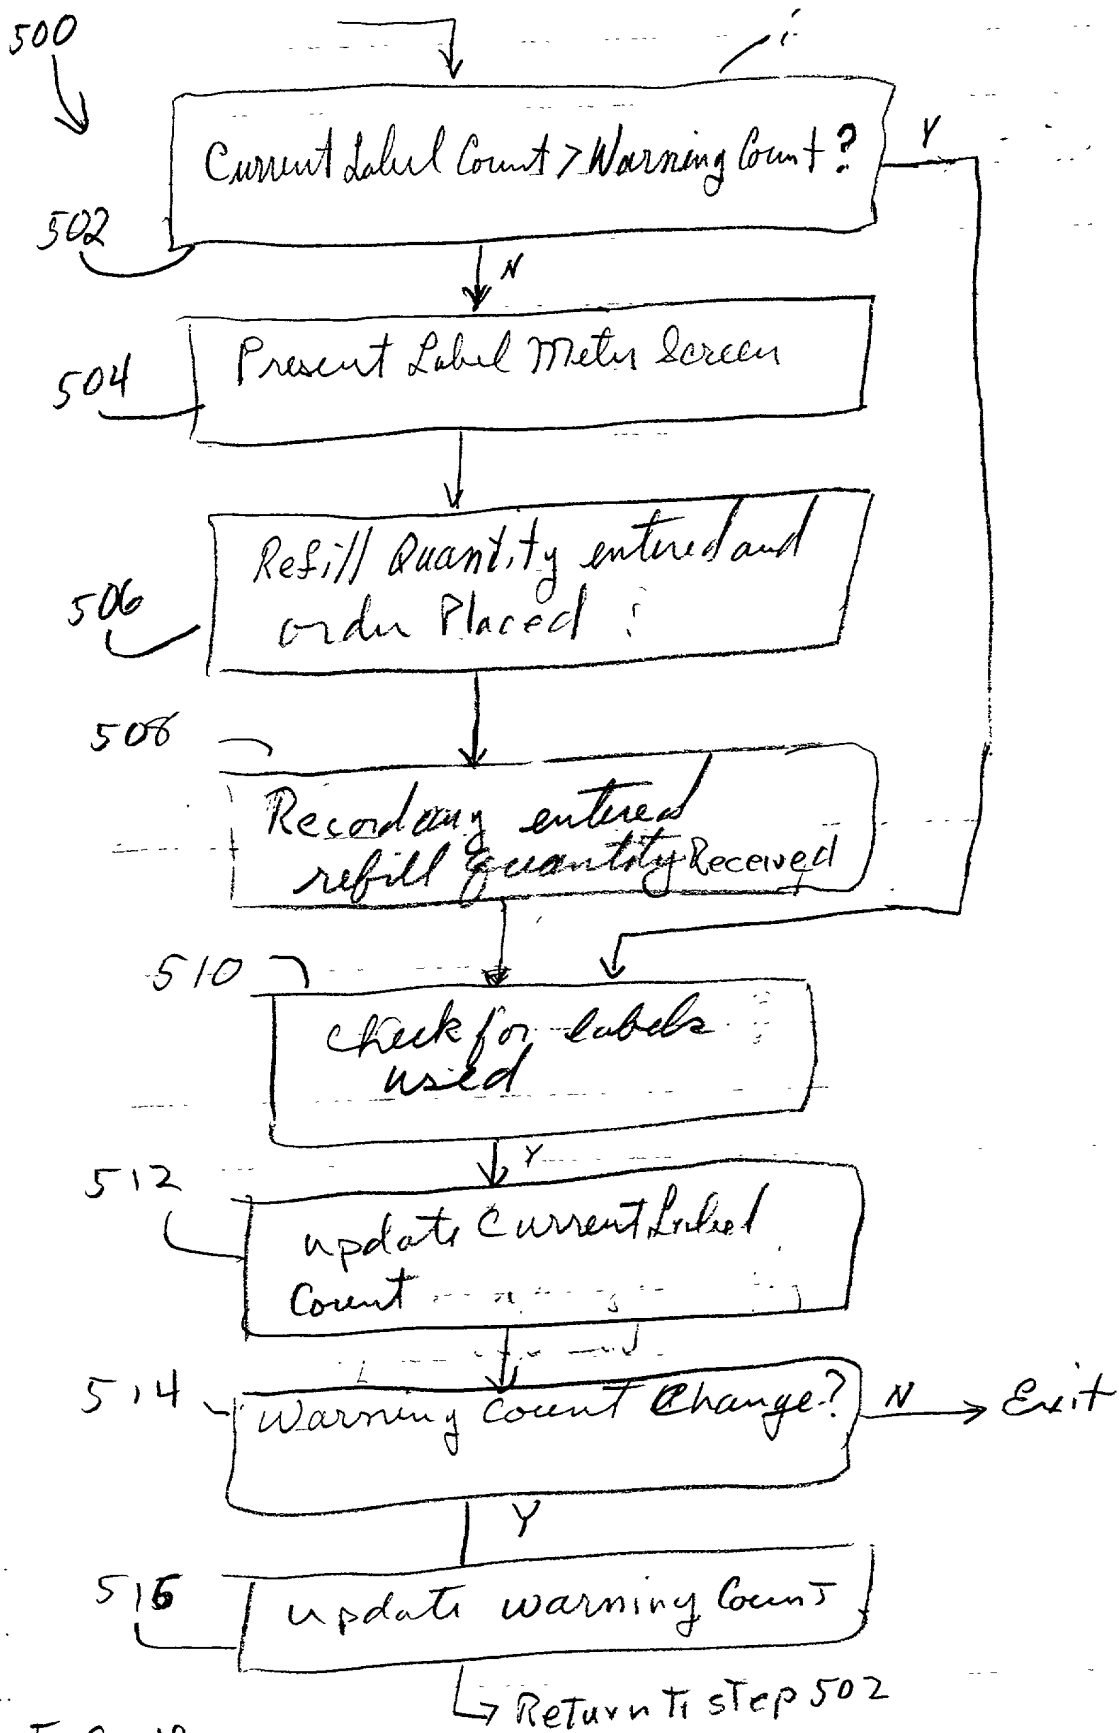 500
Current Label Count > Warning Count?
Y
502
N
Present Label Meter Screen
504
Refill Quantity entered and
order Placed
506
508
Record any entered
refill quantity Received
510
Check for labels
used
Y
512
update Current Label
Count
514
Warning Count Change?
N
Exit
Y
516
update warning Count
Return to step 502